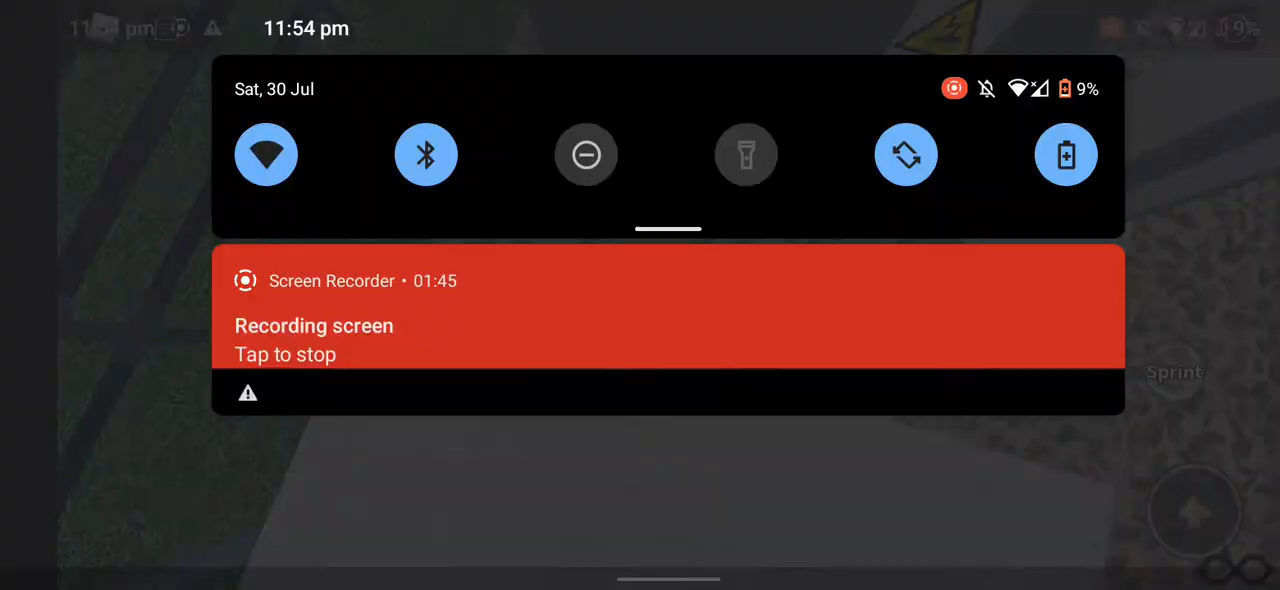 11:54 pm
Sat, 30 Jul
9%
Screen Recorder • 01:45
Recording screen
Tap to stop
Sprint